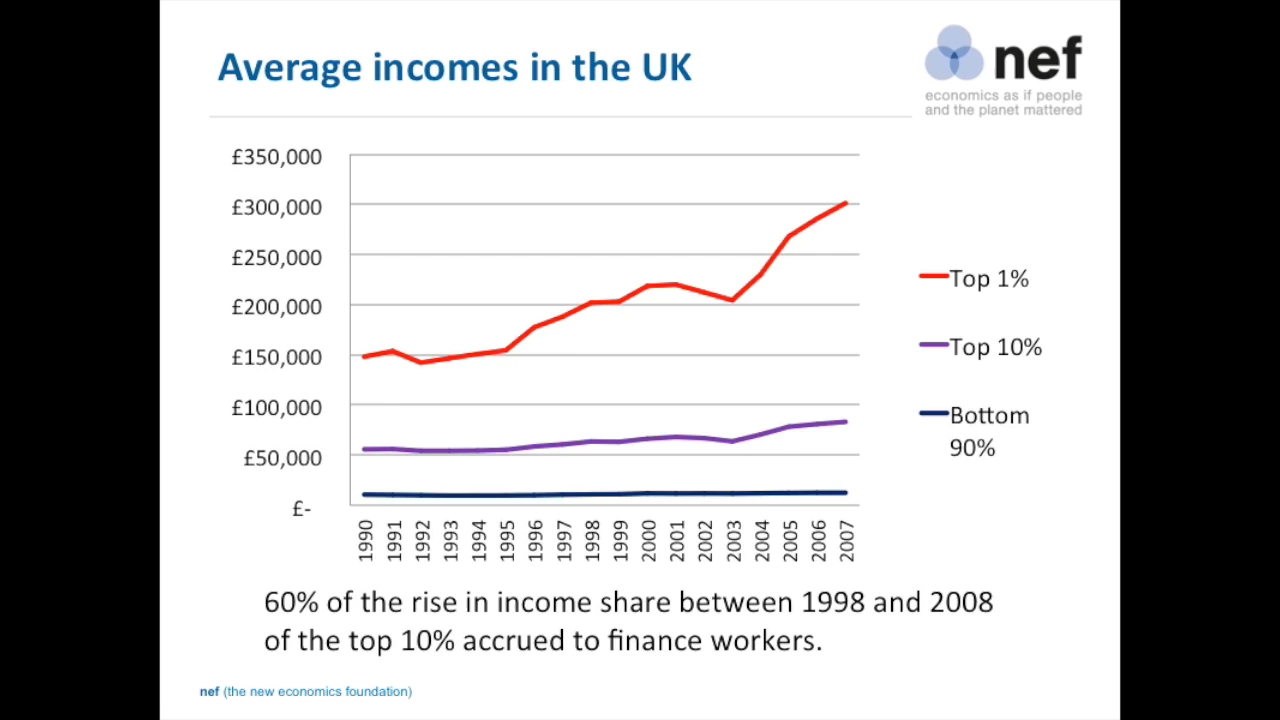 Average incomes in the UK
nef
economics as if people
and the planet mattered
£350,000
£300,000
£250,000
£200,000
£150,000
£100,000
£50,000
£-
1990
1991
1992
1993
1994
1995
1996
1997
1998
1999
2000
2001
2002
2003
2004
2005
2006
2007
Top 1%
Top 10%
Bottom
90%
60% of the rise in income share between 1998 and 2008
of the top 10% accrued to finance workers.
nef (the new economics foundation)